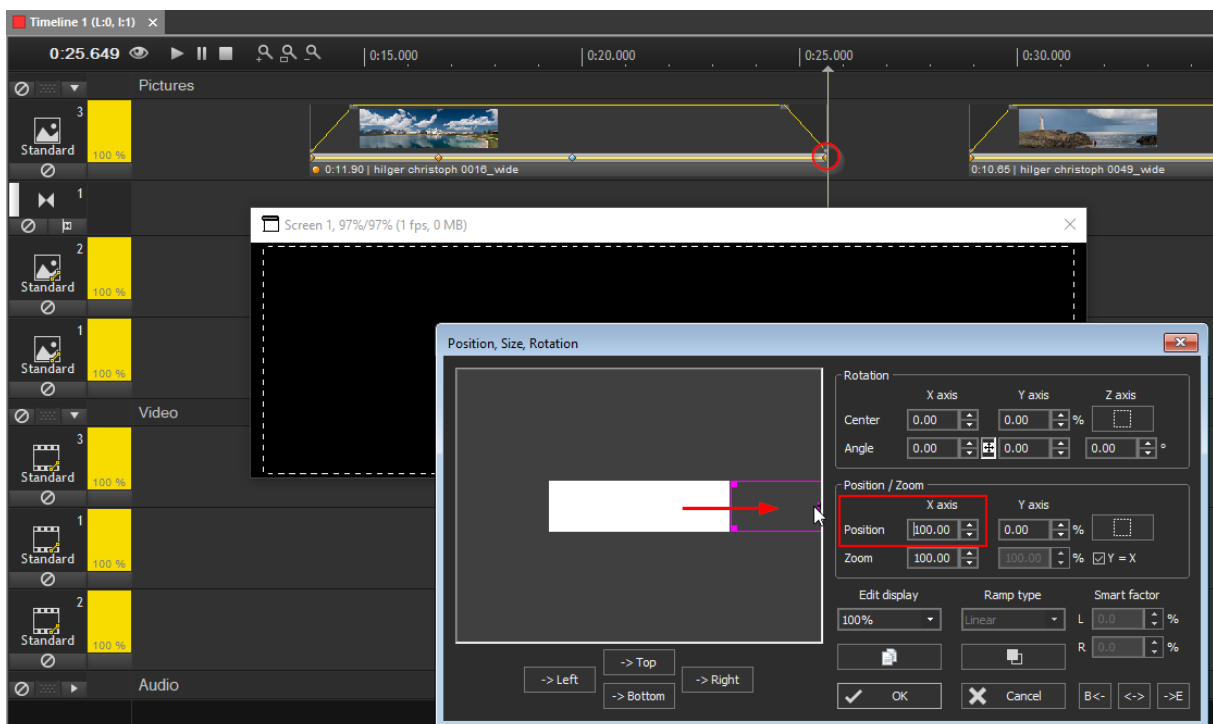 Timeline 1 (L:0, I:1) ×
0:25.649 0:15.000 0:20.000 0:25.000 0:30.000
Pictures
3
Standard
100 %
0:11.90 | hilger christoph 0016_wide
0:10.65 | hilger christoph 0049_wide
1
Screen 1, 97%/97% (1 fps, 0 MB)
2
Standard
100 %
1
Standard
100 %
Video
3
Standard
100 %
1
Standard
100 %
2
Standard
100 %
Audio
Position, Size, Rotation
Rotation
X axis Y axis Z axis
Center 0.00 0.00 %
Angle 0.00 0.00 0.00 °
Position / Zoom
X axis Y axis
Position 100.00 0.00 %
Zoom 100.00 100.00 % Y = X
Edit display Ramp type Smart factor
100% Linear L 0.0 %
R 0.0 %
-> Top
-> Left -> Right
-> Bottom
OK Cancel B<- <-> ->E